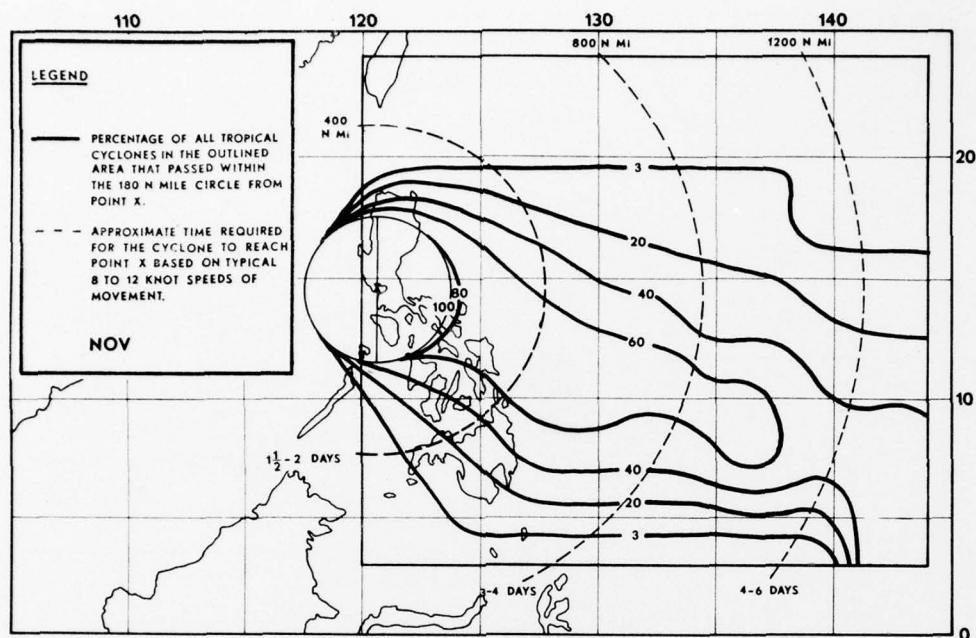 110 120 130 140
LEGEND
PERCENTAGE OF ALL TROPICAL
CYCLONES IN THE OUTLINED
AREA THAT PASSED WITHIN
THE 180 N MILE CIRCLE FROM
POINT X.
APPROXIMATE TIME REQUIRED
FOR THE CYCLONE TO REACH
POINT X BASED ON TYPICAL
8 TO 12 KNOT SPEEDS OF
MOVEMENT.
NOV
800 N MI
1200 N MI
400
N MI
20
3
20
40
80
100
60
10
1 1/2 - 2 DAYS
40
20
3
3-4 DAYS
4-6 DAYS
0